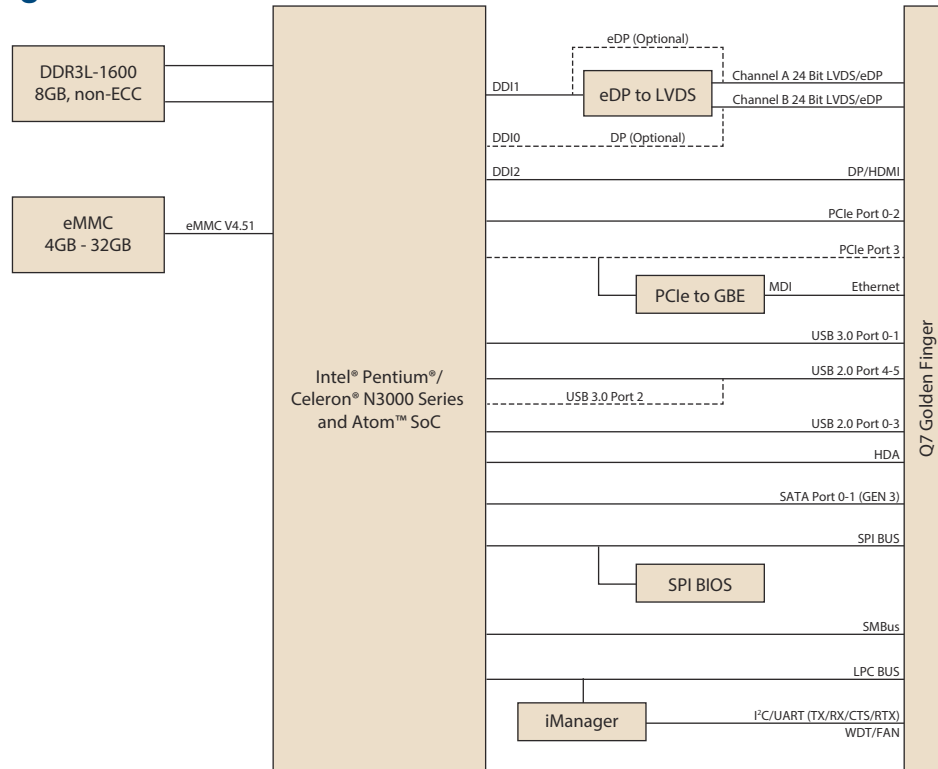 DDR3L-1600
8GB, non-ECC
eMMC
4GB - 32GB
eMMC V4.51
Intel® Pentium®/
Celeron® N3000 Series
and Atom™ SoC
eDP (Optional)
DDI1
eDP to LVDS
Channel A 24 Bit LVDS/eDP
Channel B 24 Bit LVDS/eDP
DDI0
DP (Optional)
DDI2
DP/HDMI
PCIe Port 0-2
PCIe Port 3
PCIe to GBE
MDI
Ethernet
USB 3.0 Port 0-1
USB 2.0 Port 4-5
USB 3.0 Port 2
USB 2.0 Port 0-3
HDA
SATA Port 0-1 (GEN 3)
SPI BUS
SPI BIOS
SMBus
LPC BUS
iManager
I²C/UART (TX/RX/CTS/RTX)
WDT/FAN
Q7 Golden Finger